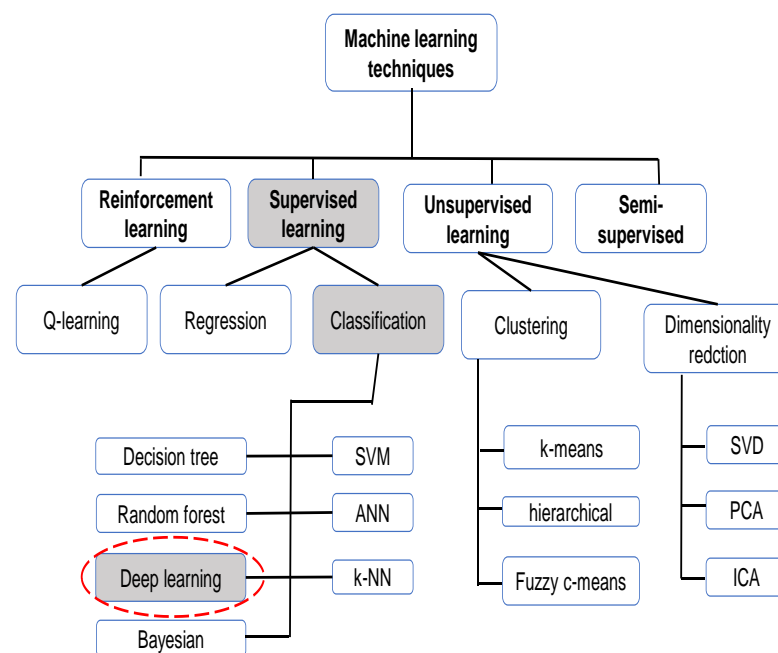 Machine learning
techniques
Reinforcement
learning
Supervised
learning
Unsupervised
learning
Semi-
supervised
Q-learning
Regression
Classification
Clustering
Dimensionality
redction
Decision tree
SVM
Random forest
ANN
Deep learning
k-NN
Bayesian
k-means
hierarchical
Fuzzy c-means
SVD
PCA
ICA